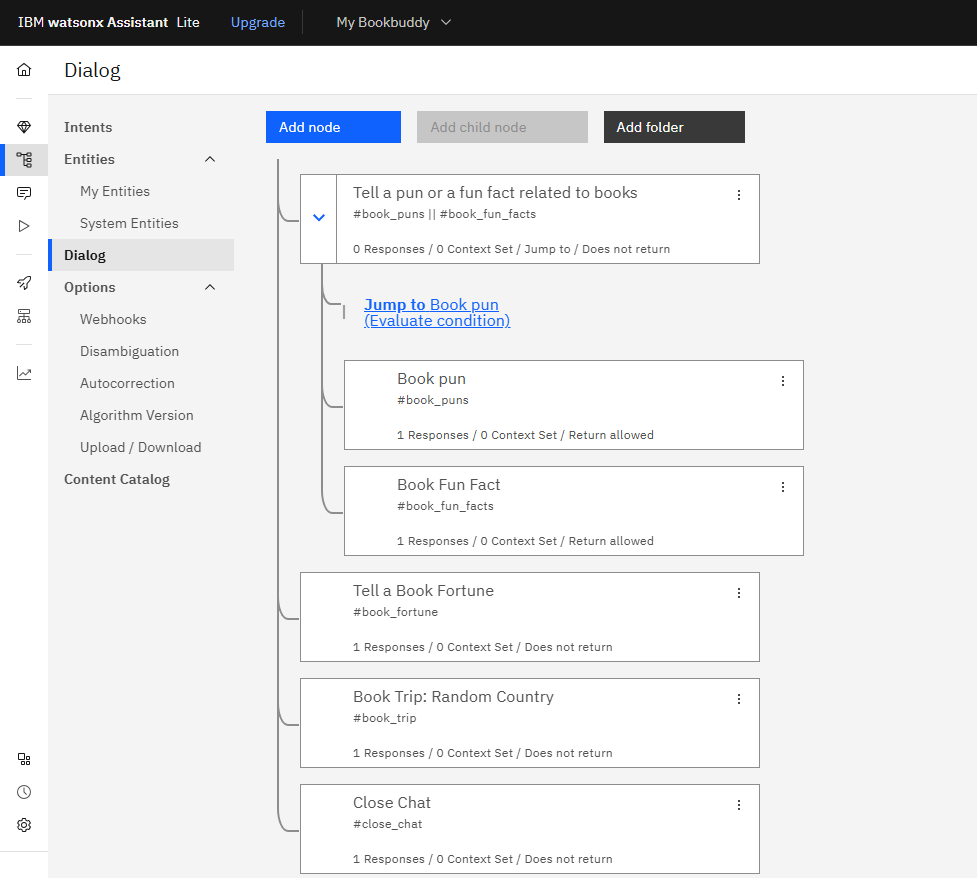 IBM watsonx Assistant Lite Upgrade My Bookbuddy
Dialog
Intents
Entities
My Entities
System Entities
Dialog
Options
Webhooks
Disambiguation
Autocorrection
Algorithm Version
Upload / Download
Content Catalog
Add node Add child node Add folder
Tell a pun or a fun fact related to books
#book_puns || #book_fun_facts
0 Responses / 0 Context Set / Jump to / Does not return
Jump to Book pun
(Evaluate condition)
Book pun
#book_puns
1 Responses / 0 Context Set / Return allowed
Book Fun Fact
#book_fun_facts
1 Responses / 0 Context Set / Return allowed
Tell a Book Fortune
#book_fortune
1 Responses / 0 Context Set / Does not return
Book Trip: Random Country
#book_trip
1 Responses / 0 Context Set / Does not return
Close Chat
#close_chat
1 Responses / 0 Context Set / Does not return